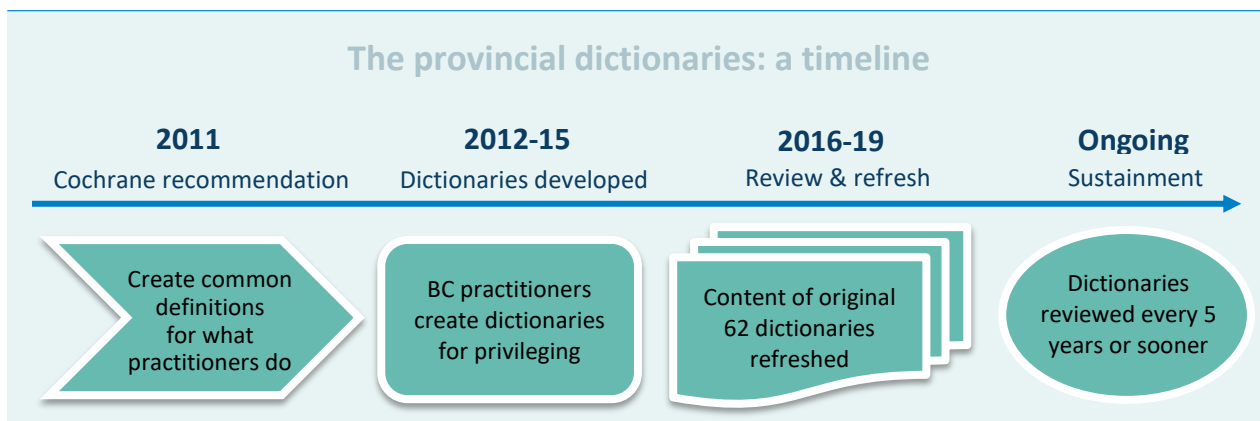 The provincial dictionaries: a timeline
2011
Cochrane recommendation
2012-15
Dictionaries developed
2016-19
Review & refresh
Ongoing
Sustainment
Create common
definitions
for what
practitioners do
BC practitioners
create dictionaries
for privileging
Content of original
62 dictionaries
refreshed
Dictionaries
reviewed every 5
years or sooner